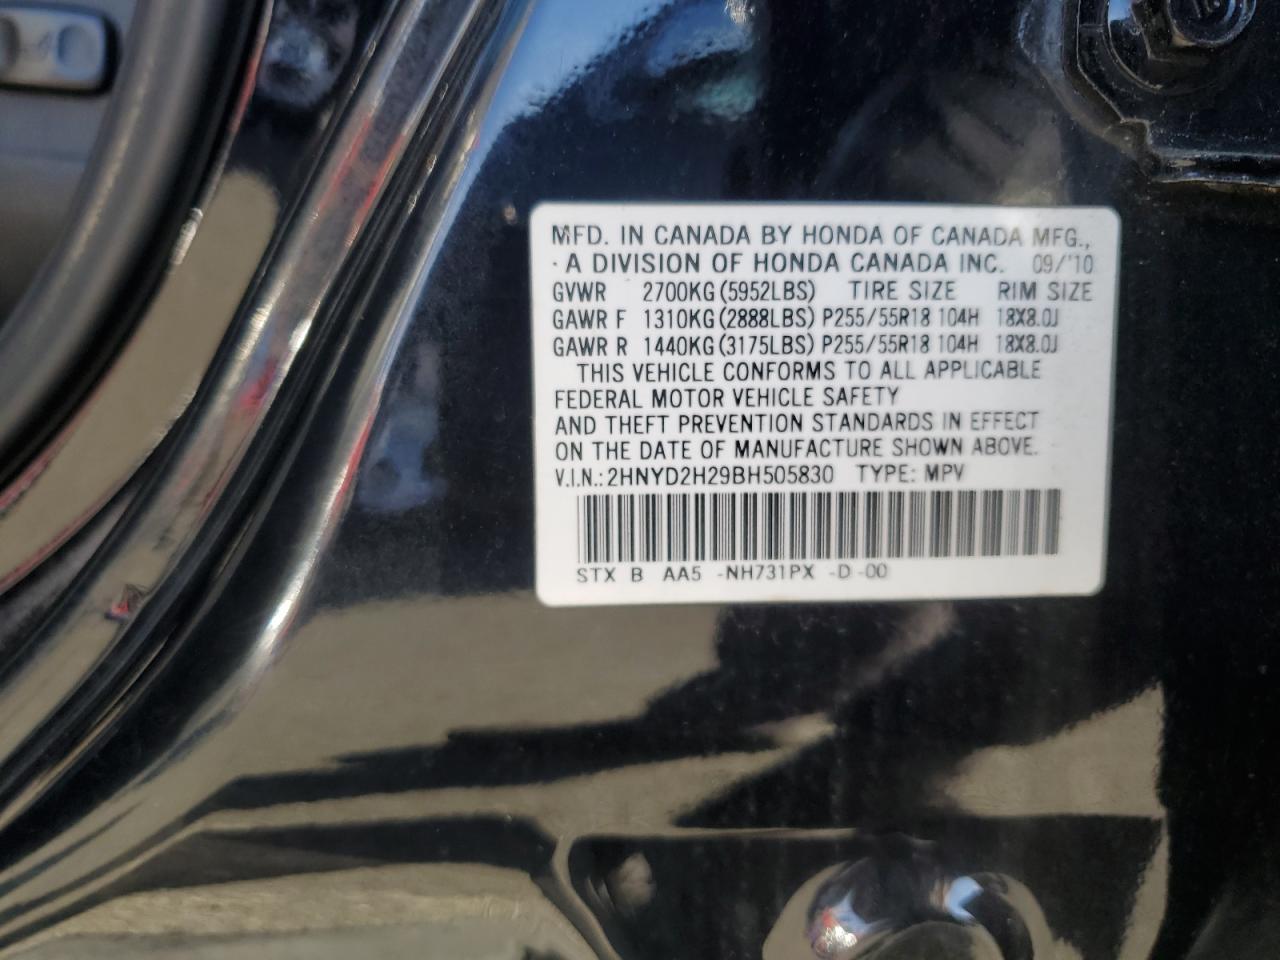 MFD. IN CANADA BY HONDA OF CANADA MFG.,
. A DIVISION OF HONDA CANADA INC. 09/'10
GVWR 2700KG (5952LBS) TIRE SIZE RIM SIZE
GAWR F 1310KG (2888LBS) P255/55R18 104H 18X8.0J
GAWR R 1440KG (3175LBS) P255/55R18 104H 18X8.0J
THIS VEHICLE CONFORMS TO ALL APPLICABLE
FEDERAL MOTOR VEHICLE SAFETY
AND THEFT PREVENTION STANDARDS IN EFFECT
ON THE DATE OF MANUFACTURE SHOWN ABOVE.
V.I.N.: 2HNYD2H29BH505830 TYPE: MPV
STX B AA5 -NH731PX -D -00